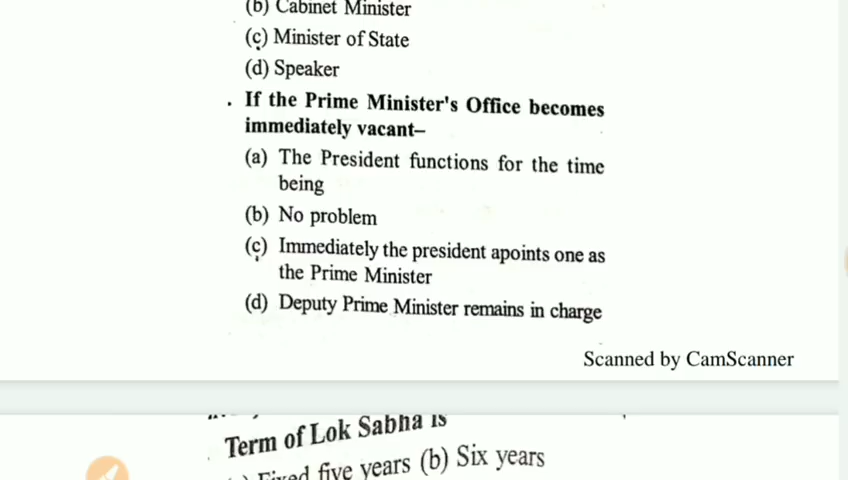 (b) Cabinet Minister
(c) Minister of State
(d) Speaker
. If the Prime Minister's Office becomes
immediately vacant–
(a) The President functions for the time
being
(b) No problem
(c) Immediately the president apoints one as
the Prime Minister
(d) Deputy Prime Minister remains in charge
Scanned by CamScanner
Term of Lok Sabha is
Fixed five years (b) Six years